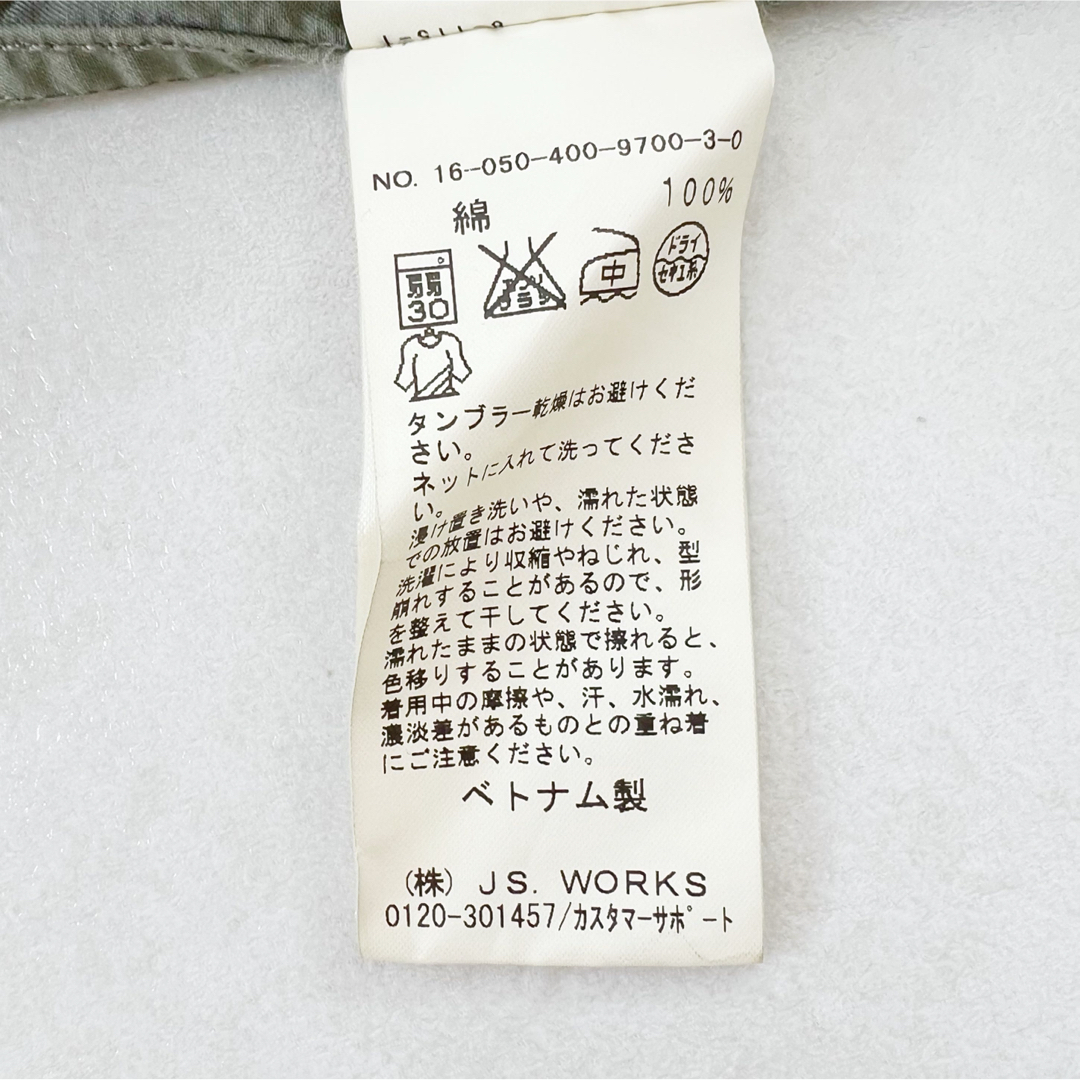 NO. 16-050-400-9700-3-0
綿 100%
弱 30 エンソサラシ 中 ドライ セキユ系
タンブラー乾燥はお避けくだ
さい。
ネットに入れて洗ってくださ
い。
浸け置き洗いや、濡れた状態
での放置はお避けください。
洗濯により収縮やねじれ、型
崩れすることがあるので、形
を整えて干してください。
濡れたままの状態で擦れると、
色移りすることがあります。
着用中の摩擦や、汗、水濡れ、
濃淡差があるものとの重ね着
にご注意ください。
ベトナム製
(株) JS. WORKS
0120-301457/ｶｽﾀﾏｰｻﾎﾟｰﾄ